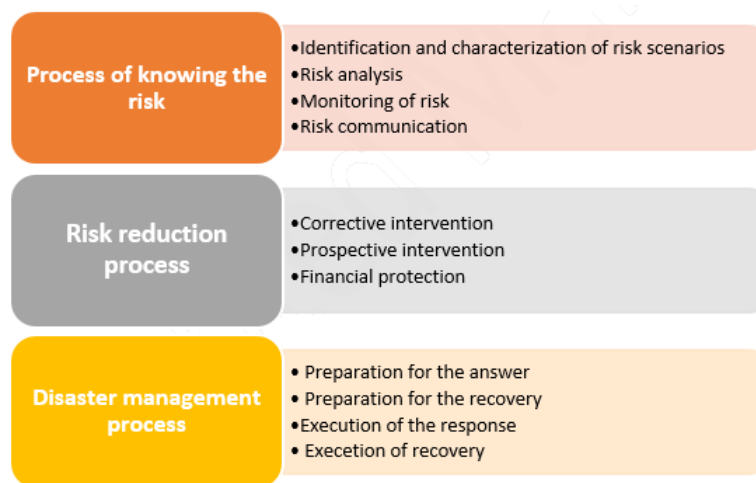 Process of knowing the
risk
•Identification and characterization of risk scenarios
•Risk analysis
•Monitoring of risk
•Risk communication
Risk reduction
process
•Corrective intervention
•Prospective intervention
•Financial protection
Disaster management
process
• Preparation for the answer
• Preparation for the recovery
•Execution of the response
• Execetion of recovery